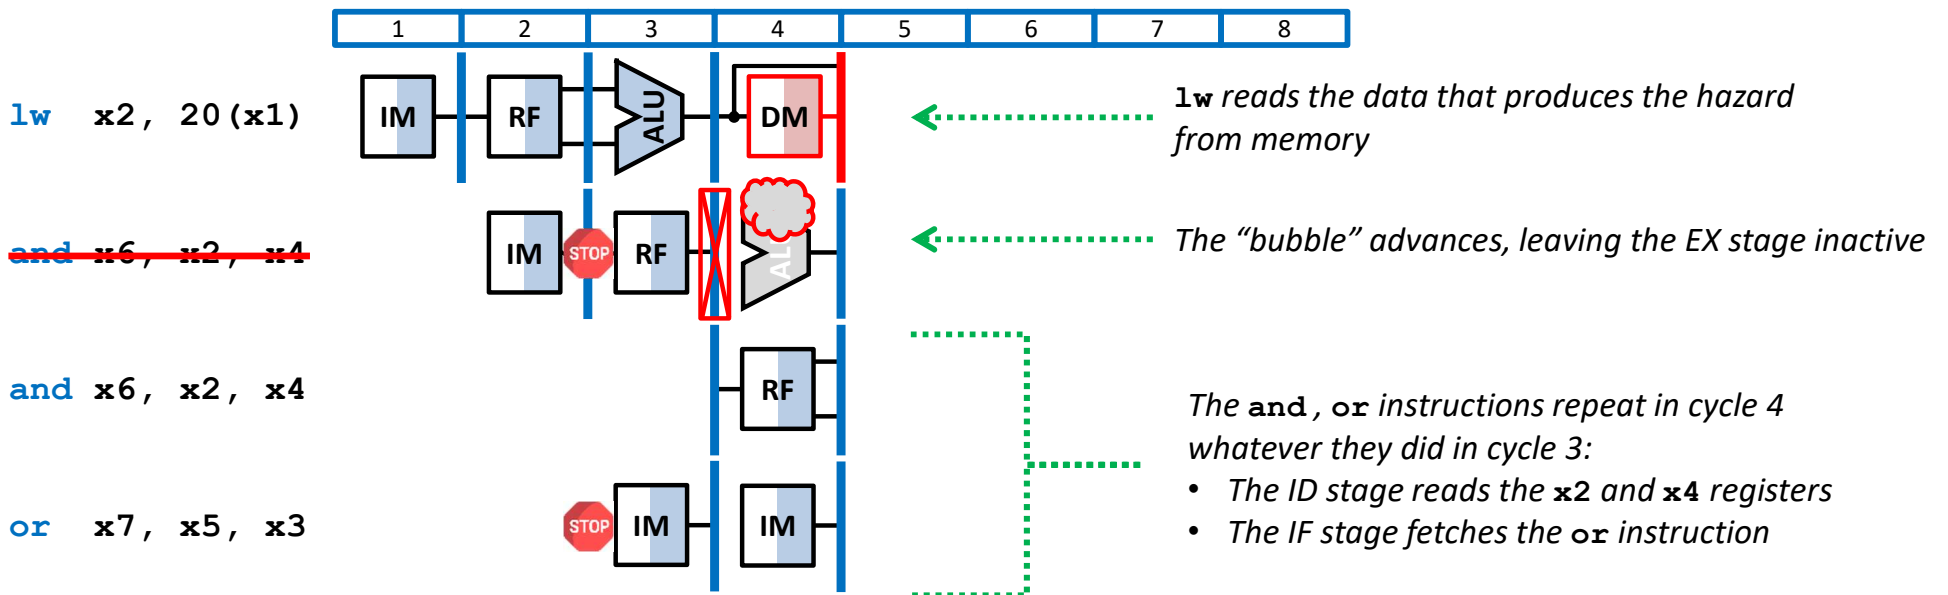 1 2 3 4 5 6 7 8
lw x2, 20(x1)
IM RF ALU DM
lw reads the data that produces the hazard
from memory
and x6, x2, x4
IM STOP RF ALU
The “bubble” advances, leaving the EX stage inactive
and x6, x2, x4
RF
The and, or instructions repeat in cycle 4
whatever they did in cycle 3:
• The ID stage reads the x2 and x4 registers
• The IF stage fetches the or instruction
or x7, x5, x3
STOP IM IM